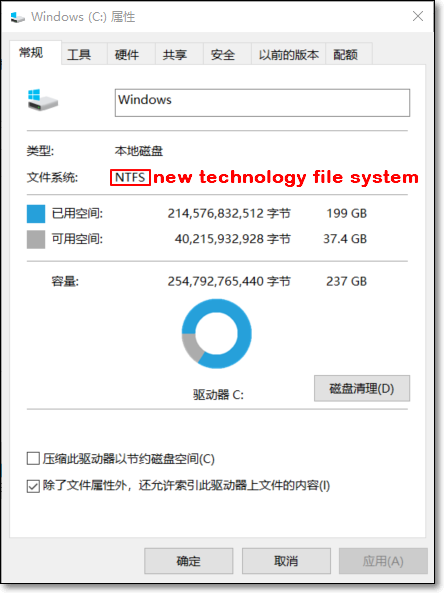 Windows (C:) 属性
常规 工具 硬件 共享 安全 以前的版本 配额
Windows
类型: 本地磁盘
文件系统: NTFS new technology file system
已用空间: 214,576,832,512 字节 199 GB
可用空间: 40,215,932,928 字节 37.4 GB
容量: 254,792,765,440 字节 237 GB
驱动器 C:
磁盘清理(D)
压缩此驱动器以节约磁盘空间(C)
除了文件属性外，还允许索引此驱动器上文件的内容(I)
确定 取消 应用(A)